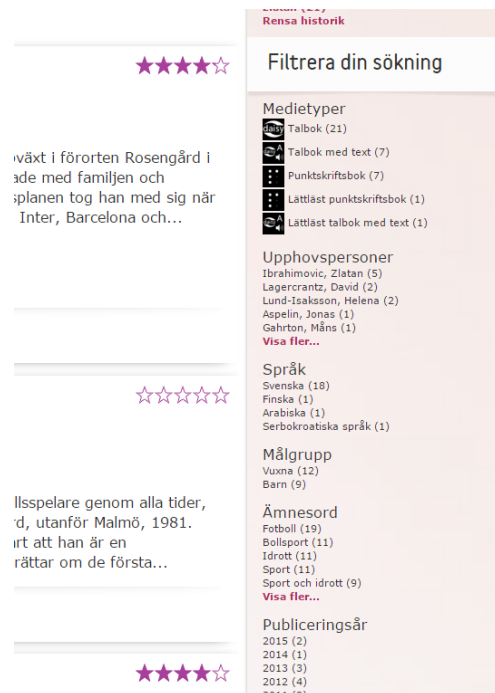 Zlatan (21)
Rensa historik
Filtrera din sökning
växt i förorten Rosengård i
ade med familjen och
splanen tog han med sig när
Inter, Barcelona och...
llsspelare genom alla tider,
rd, utanför Malmö, 1981.
art att han är en
rättar om de första...
Medietyper
daisy Talbok (21)
Talbok med text (7)
Punktskriftsbok (7)
Lättläst punktskriftsbok (1)
Lättläst talbok med text (1)
Upphovspersoner
Ibrahimovic, Zlatan (5)
Lagercrantz, David (2)
Lund-Isaksson, Helena (2)
Aspelin, Jonas (1)
Gahrton, Måns (1)
Visa fler...
Språk
Svenska (18)
Finska (1)
Arabiska (1)
Serbokroatiska språk (1)
Målgrupp
Vuxna (12)
Barn (9)
Ämnesord
Fotboll (19)
Bollsport (11)
Idrott (11)
Sport (11)
Sport och idrott (9)
Visa fler...
Publiceringsår
2015 (2)
2014 (1)
2013 (3)
2012 (4)